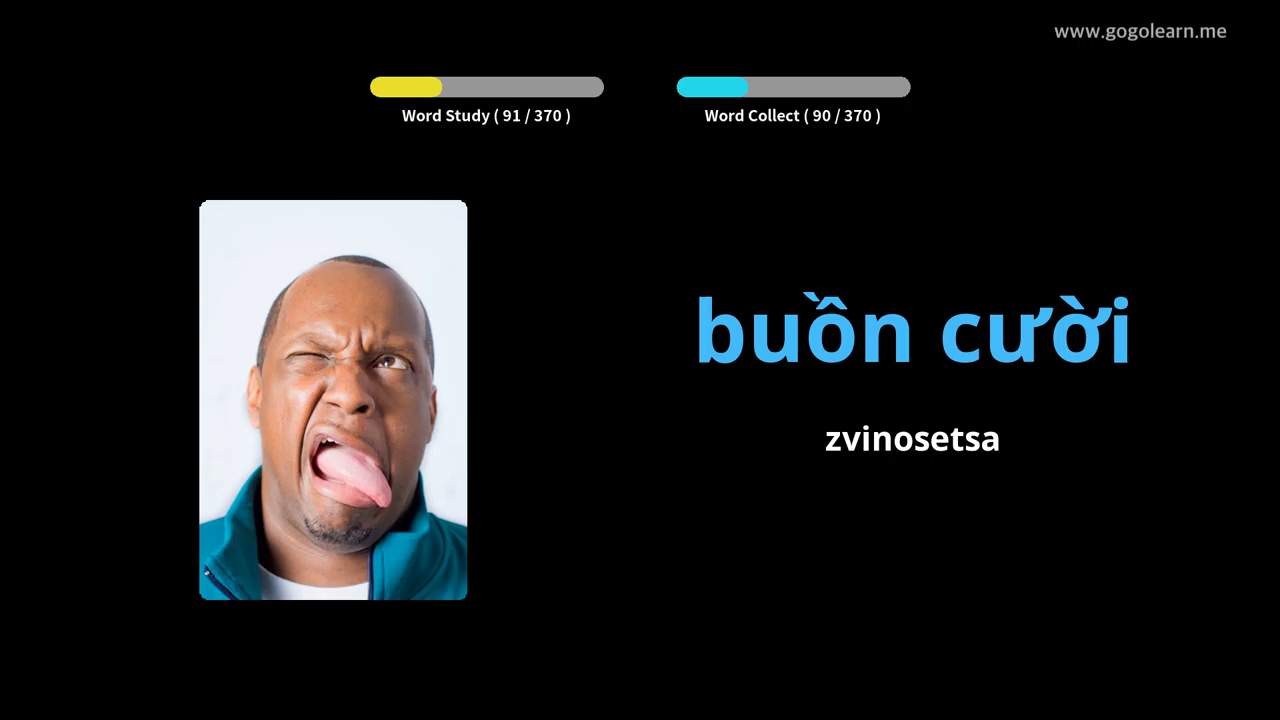 www.gogolearn.me
Word Study ( 91 / 370 )
Word Collect ( 90 / 370 )
buồn cười
zvinosetsa